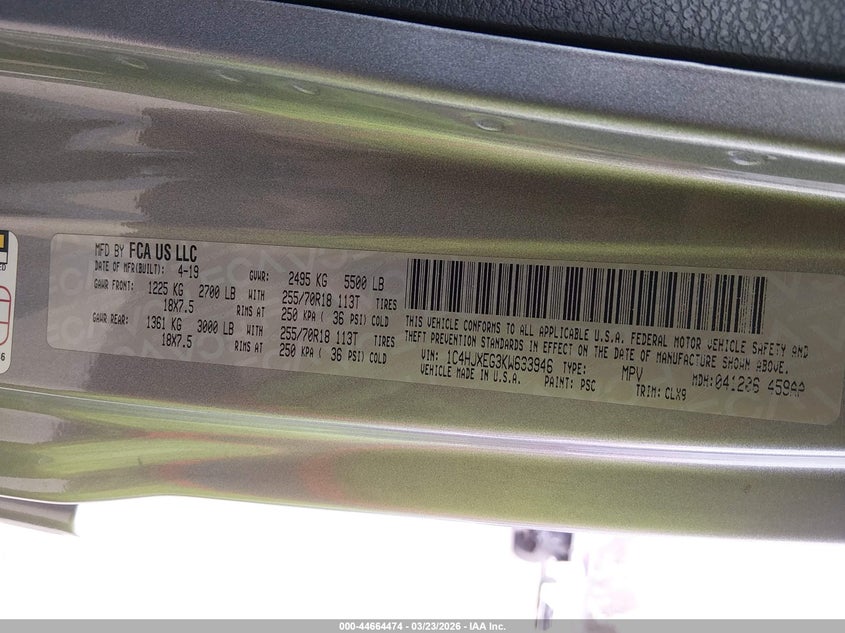 MFD BY FCA US LLC
DATE OF MFR(BUILT): 4-19 GVWR: 2495 KG 5500 LB
GAWR FRONT: 1225 KG 2700 LB WITH 255/70R18 113T TIRES
18X7.5 RIMS AT 250 KPA ( 36 PSI) COLD
GAWR REAR: 1361 KG 3000 LB WITH 255/70R18 113T TIRES
18X7.5 RIMS AT 250 KPA ( 36 PSI) COLD
THIS VEHICLE CONFORMS TO ALL APPLICABLE U.S.A. FEDERAL MOTOR VEHICLE SAFETY AND
THEFT PREVENTION STANDARDS IN EFFECT ON THE DATE OF MANUFACTURE SHOWN ABOVE.
VIN: 1C4HJXEG3KW633946 TYPE: MPV MDH: 041206 459AA
VEHICLE MADE IN U.S.A. PAINT: PSC TRIM: CLX9
000-44664474 - 03/23/2026 - IAA Inc.